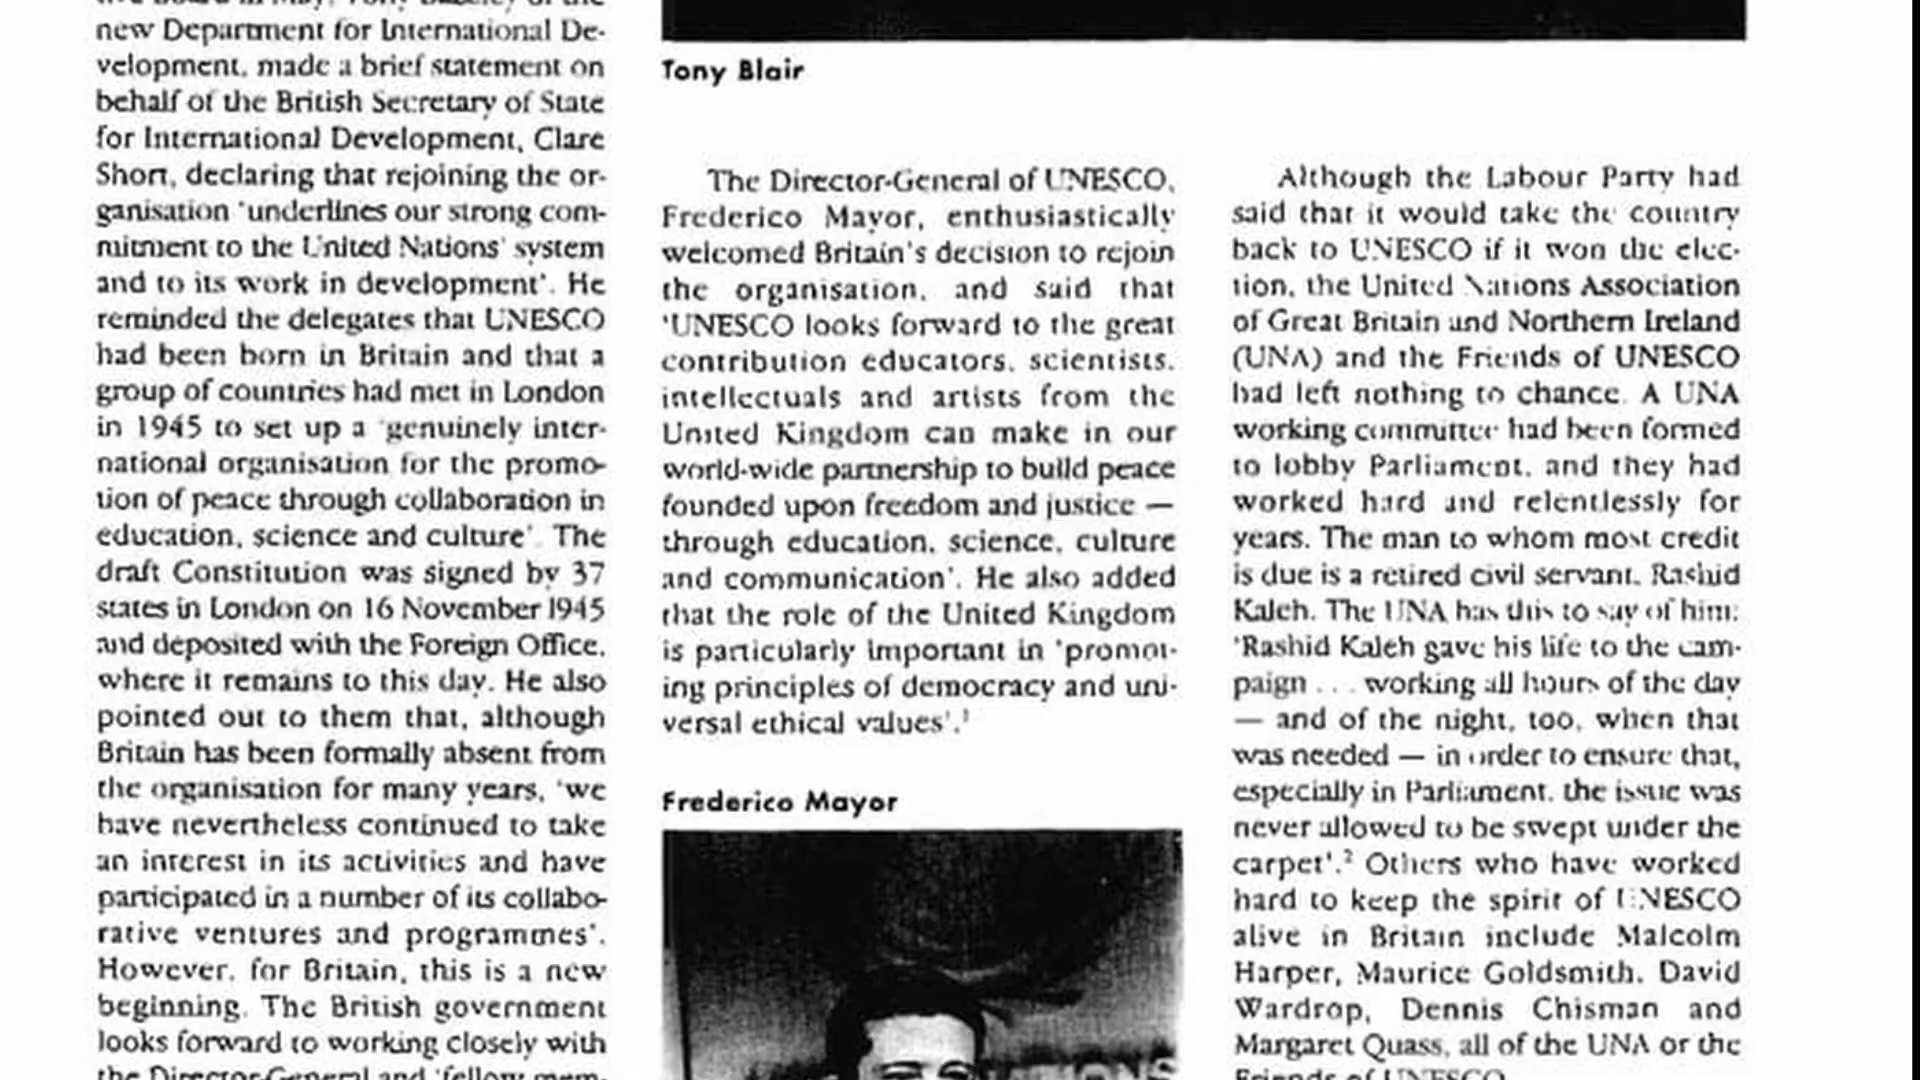 new Department for International De-
velopment, made a brief statement on
behalf of the British Secretary of State
for International Development, Clare
Short, declaring that rejoining the or-
ganisation 'underlines our strong com-
mitment to the United Nations' system
and to its work in development'. He
reminded the delegates that UNESCO
had been born in Britain and that a
group of countries had met in London
in 1945 to set up a 'genuinely inter-
national organisation for the promo-
tion of peace through collaboration in
education, science and culture'. The
draft Constitution was signed by 37
states in London on 16 November 1945
and deposited with the Foreign Office,
where it remains to this day. He also
pointed out to them that, although
Britain has been formally absent from
the organisation for many years, 'we
have nevertheless continued to take
an interest in its activities and have
participated in a number of its collabo-
rative ventures and programmes'.
However, for Britain, this is a new
beginning. The British government
looks forward to working closely with
the Director-General and 'fellow mem-
Tony Blair
The Director-General of UNESCO,
Frederico Mayor, enthusiastically
welcomed Britain's decision to rejoin
the organisation, and said that
'UNESCO looks forward to the great
contribution educators, scientists,
intellectuals and artists from the
United Kingdom can make in our
world-wide partnership to build peace
founded upon freedom and justice —
through education, science, culture
and communication'. He also added
that the role of the United Kingdom
is particularly important in 'promot-
ing principles of democracy and uni-
versal ethical values'.¹
Frederico Mayor
Although the Labour Party had
said that it would take the country
back to UNESCO if it won the elec-
tion, the United Nations Association
of Great Britain and Northern Ireland
(UNA) and the Friends of UNESCO
had left nothing to chance. A UNA
working committee had been formed
to lobby Parliament, and they had
worked hard and relentlessly for
years. The man to whom most credit
is due is a retired civil servant, Rashid
Kaleh. The UNA has this to say of him:
'Rashid Kaleh gave his life to the cam-
paign . . . working all hours of the day
— and of the night, too, when that
was needed — in order to ensure that,
especially in Parliament, the issue was
never allowed to be swept under the
carpet'.² Others who have worked
hard to keep the spirit of UNESCO
alive in Britain include Malcolm
Harper, Maurice Goldsmith, David
Wardrop, Dennis Chisman and
Margaret Quass, all of the UNA or the
Friends of UNESCO